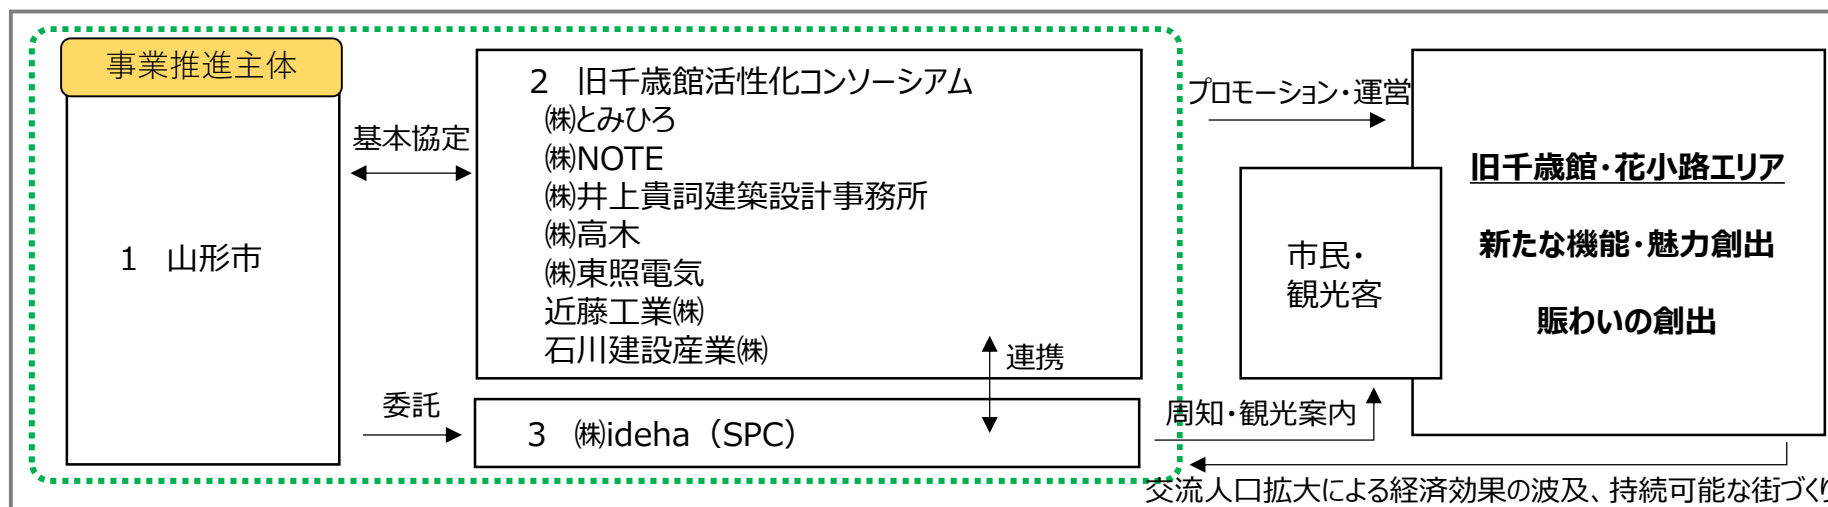 事業推進主体
1 山形市
基本協定
委託
2 旧千歳館活性化コンソーシアム
㈱とみひろ
㈱NOTE
㈱井上貴詞建築設計事務所
㈱高木
㈱東照電気
近藤工業㈱
石川建設産業㈱
連携
3 ㈱ideha（SPC）
プロモーション・運営
周知・観光案内
市民・
観光客
旧千歳館・花小路エリア
新たな機能・魅力創出
賑わいの創出
交流人口拡大による経済効果の波及、持続可能な街づくり